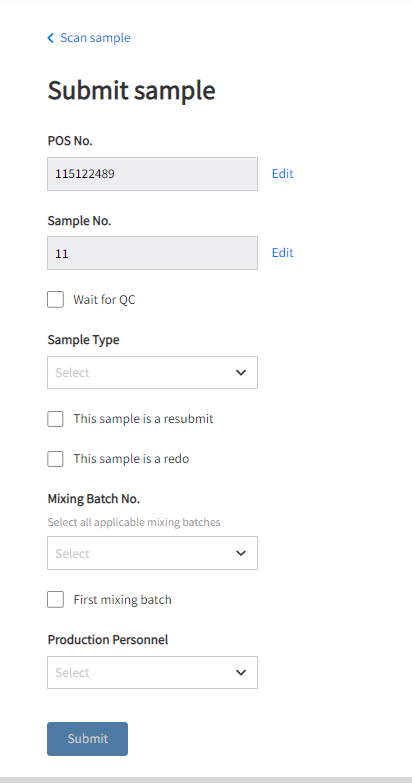 Scan sample
Submit sample
POS No.
115122489 Edit
Sample No.
11 Edit
Wait for QC
Sample Type
Select
This sample is a resubmit
This sample is a redo
Mixing Batch No.
Select all applicable mixing batches
Select
First mixing batch
Production Personnel
Select
Submit